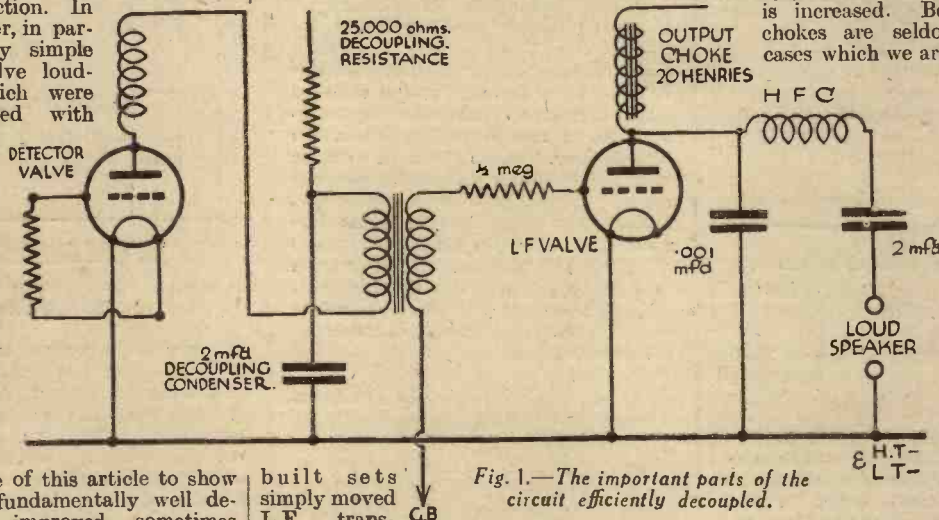 ction. In
er, in par-
y simple
lve loud-
ich were
ed with
DETECTOR
VALVE
25.000 ohms.
DECOUPLING.
RESISTANCE
2 mfd
DECOUPLING
CONDENSER.
½ meg
L·F VALVE
OUTPUT
CHOKE
20 HENRIES
is increased. Be
chokes are seldo
cases which we ar
H F C
·001
mfd
2 mfd
LOUD
SPEAKER
& H.T-
L T-
G.B
e of this article to show
fundamentally well de-
improved sometimes
built sets
simply moved
L.F. trans-
Fig. 1.—The important parts of the
circuit efficiently decoupled.